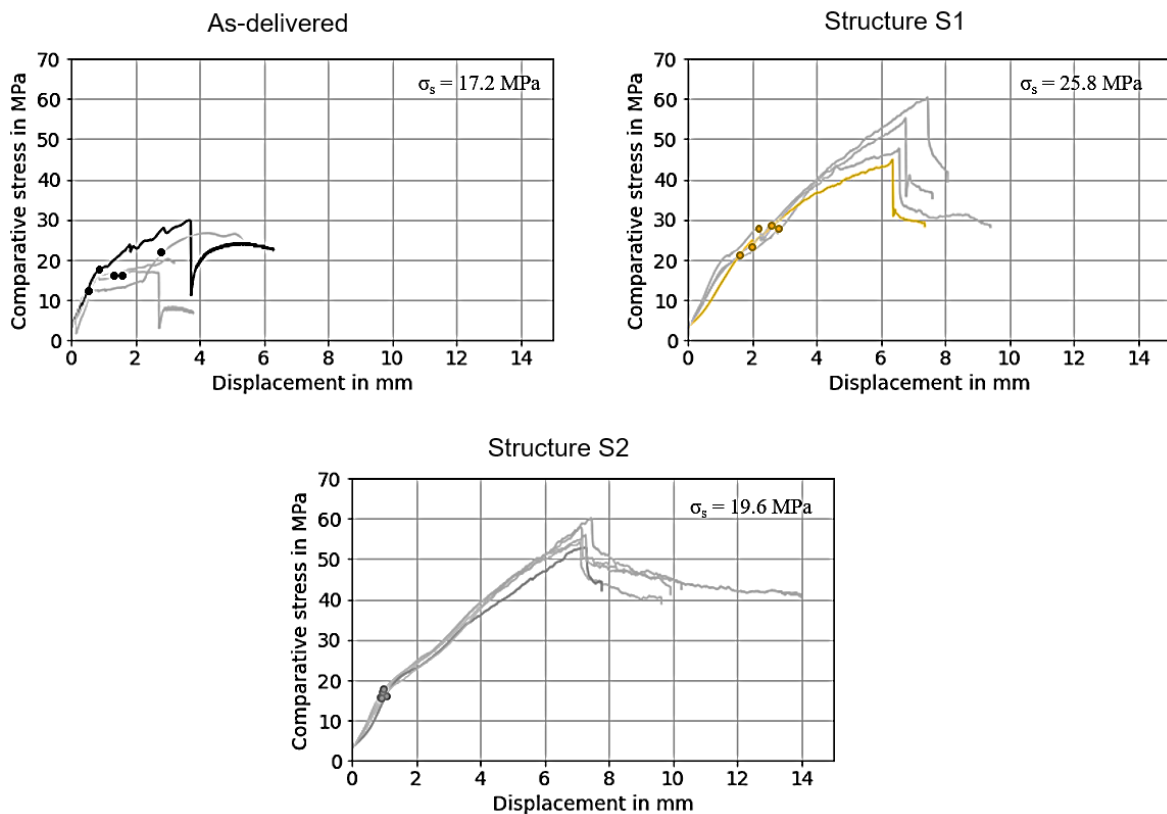 As-delivered
Comparative stress in MPa
70
60
50
40
30
20
10
0
σs = 17.2 MPa
0 2 4 6 8 10 12 14
Displacement in mm
Structure S1
Comparative stress in MPa
70
60
50
40
30
20
10
0
σs = 25.8 MPa
0 2 4 6 8 10 12 14
Displacement in mm
Structure S2
Comparative stress in MPa
70
60
50
40
30
20
10
0
σs = 19.6 MPa
0 2 4 6 8 10 12 14
Displacement in mm